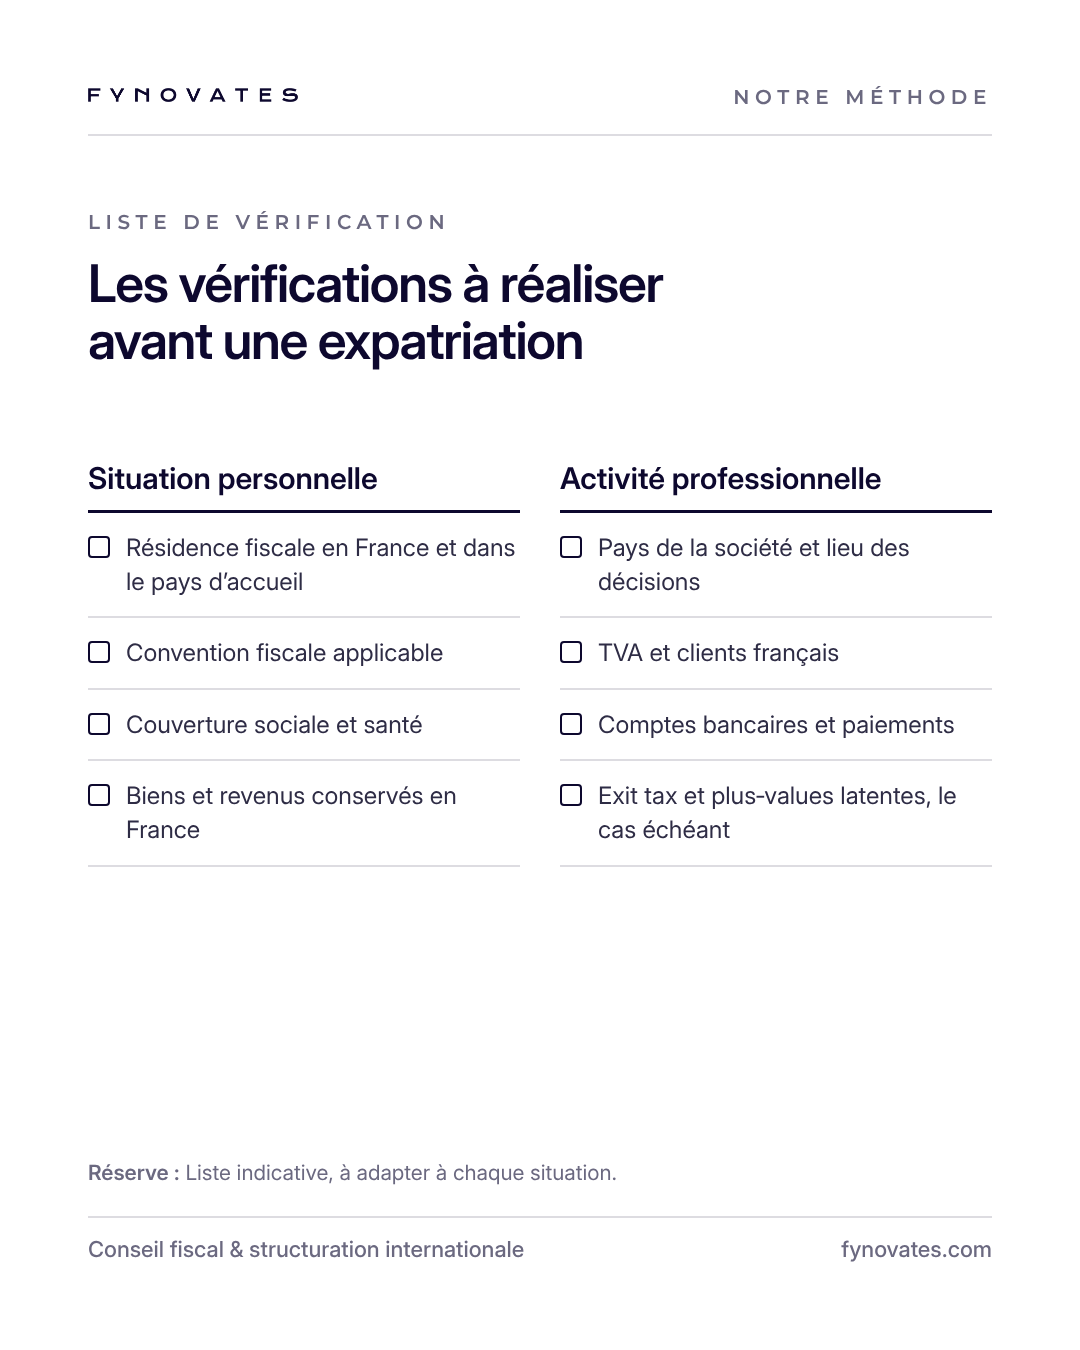 FYNOVATES
NOTRE MÉTHODE
LISTE DE VÉRIFICATION
Les vérifications à réaliser
avant une expatriation
Situation personnelle
Résidence fiscale en France et dans
le pays d’accueil
Convention fiscale applicable
Couverture sociale et santé
Biens et revenus conservés en
France
Activité professionnelle
Pays de la société et lieu des
décisions
TVA et clients français
Comptes bancaires et paiements
Exit tax et plus-values latentes, le
cas échéant
Réserve : Liste indicative, à adapter à chaque situation.
Conseil fiscal & structuration internationale
fynovates.com